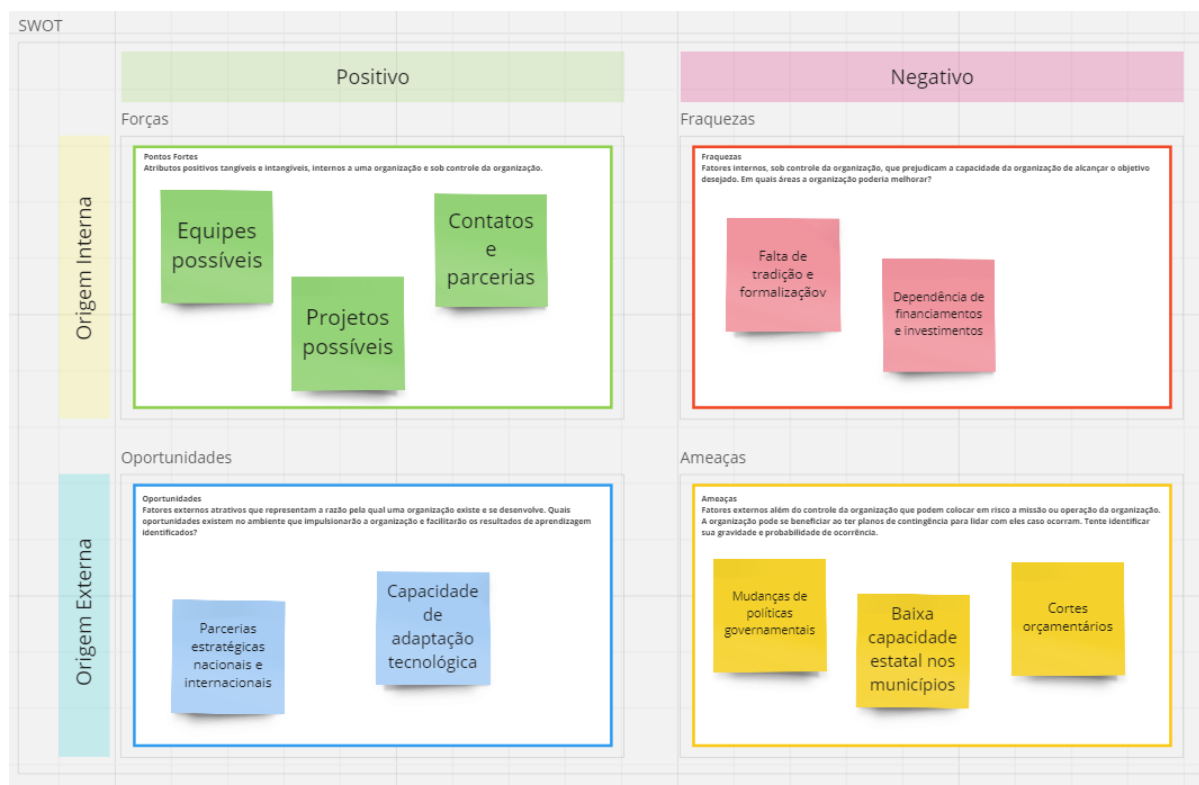 SWOT
Positivo
Negativo
Forças
Fraquezas
Origem Interna
Pontos Fortes
Atributos positivos tangíveis e intangíveis, internos a uma organização e sob controle da organização.
Equipes
possíveis
Projetos
possíveis
Contatos
e
parcerias
Fraquezas
Fatores internos, sob controle da organização, que prejudicam a capacidade da organização de alcançar o objetivo
desejado. Em quais áreas a organização poderia melhorar?
Falta de
tradição e
formalizaçãov
Dependência de
financiamentos
e investimentos
Oportunidades
Ameaças
Origem Externa
Oportunidades
Fatores externos atrativos que representam a razão pela qual uma organização existe e se desenvolve. Quais
oportunidades existem no ambiente que impulsionarão a organização e facilitarão os resultados de aprendizagem
identificados?
Parcerias
estratégicas
nacionais e
internacionais
Capacidade
de
adaptação
tecnológica
Ameaças
Fatores externos além do controle da organização que podem colocar em risco a missão ou operação da organização.
A organização pode se beneficiar ao ter planos de contingência para lidar com eles caso ocorram. Tente identificar
sua gravidade e probabilidade de ocorrência.
Mudanças de
políticas
governamentais
Baixa
capacidade
estatal nos
municípios
Cortes
orçamentários